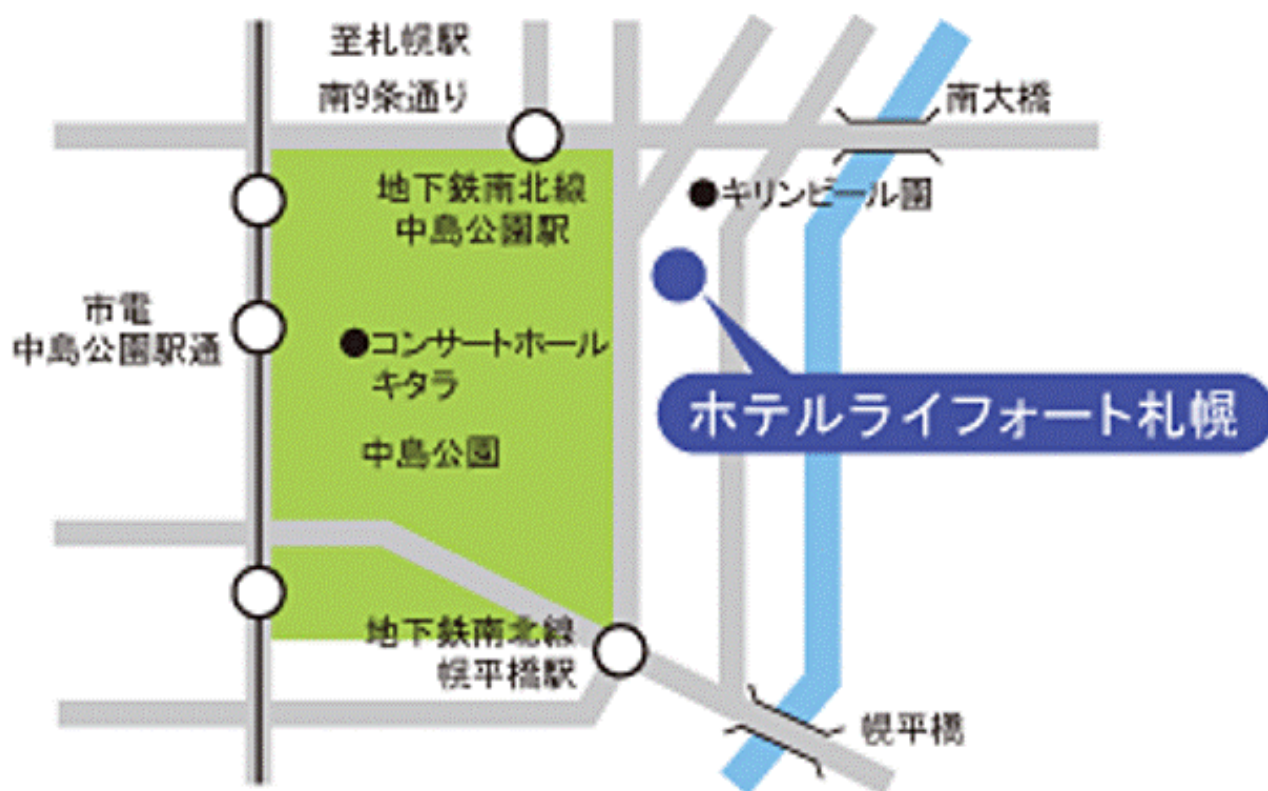 至札幌駅
南9条通り
南大橋
地下鉄南北線
中島公園駅
●キリンビール園
市電
中島公園駅通
●コンサートホール
キタラ
ホテルライフォート札幌
中島公園
地下鉄南北線
幌平橋駅
幌平橋